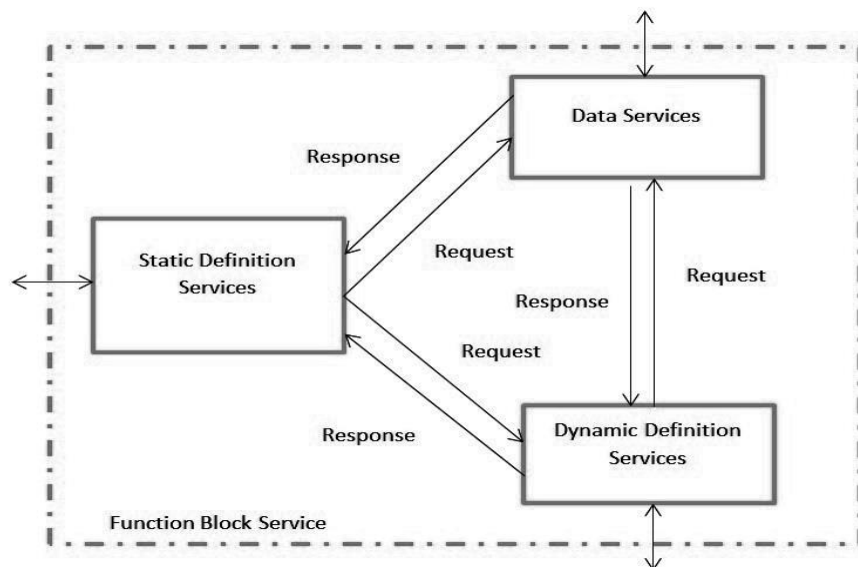 Data Services
Response
Static Definition
Services
Request
Request
Response
Request
Response
Dynamic Definition
Services
Function Block Service